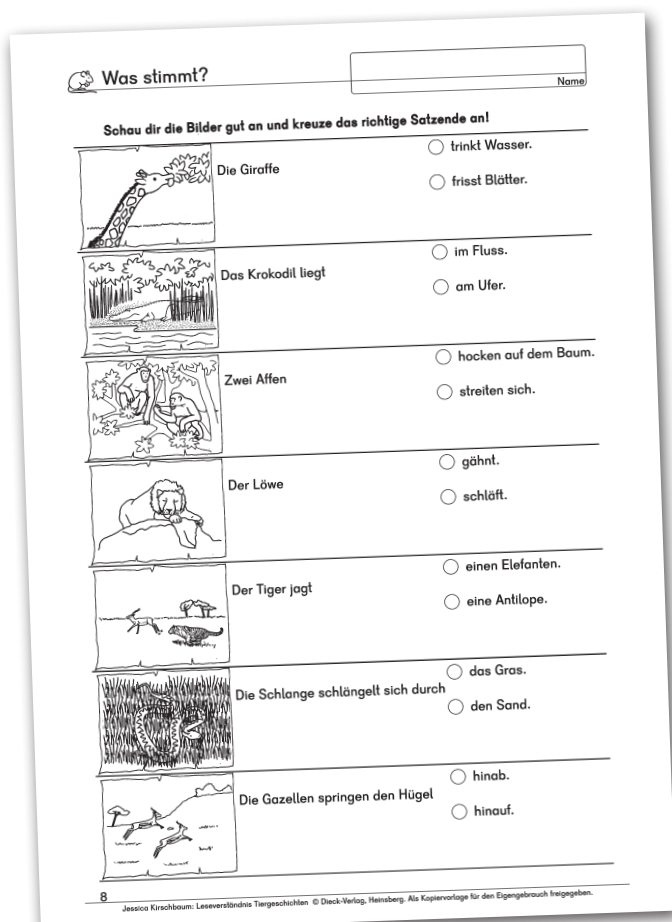 Was stimmt?
Name
Schau dir die Bilder gut an und kreuze das richtige Satzende an!
Die Giraffe
trinkt Wasser.
frisst Blätter.
Das Krokodil liegt
im Fluss.
am Ufer.
Zwei Affen
hocken auf dem Baum.
streiten sich.
Der Löwe
gähnt.
schläft.
Der Tiger jagt
einen Elefanten.
eine Antilope.
Die Schlange schlängelt sich durch
das Gras.
den Sand.
Die Gazellen springen den Hügel
hinab.
hinauf.
8
Jessica Kirschbaum: Leseverständnis Tiergeschichten © Dieck-Verlag, Heinsberg. Als Kopiervorlage für den Eigengebrauch freigegeben.